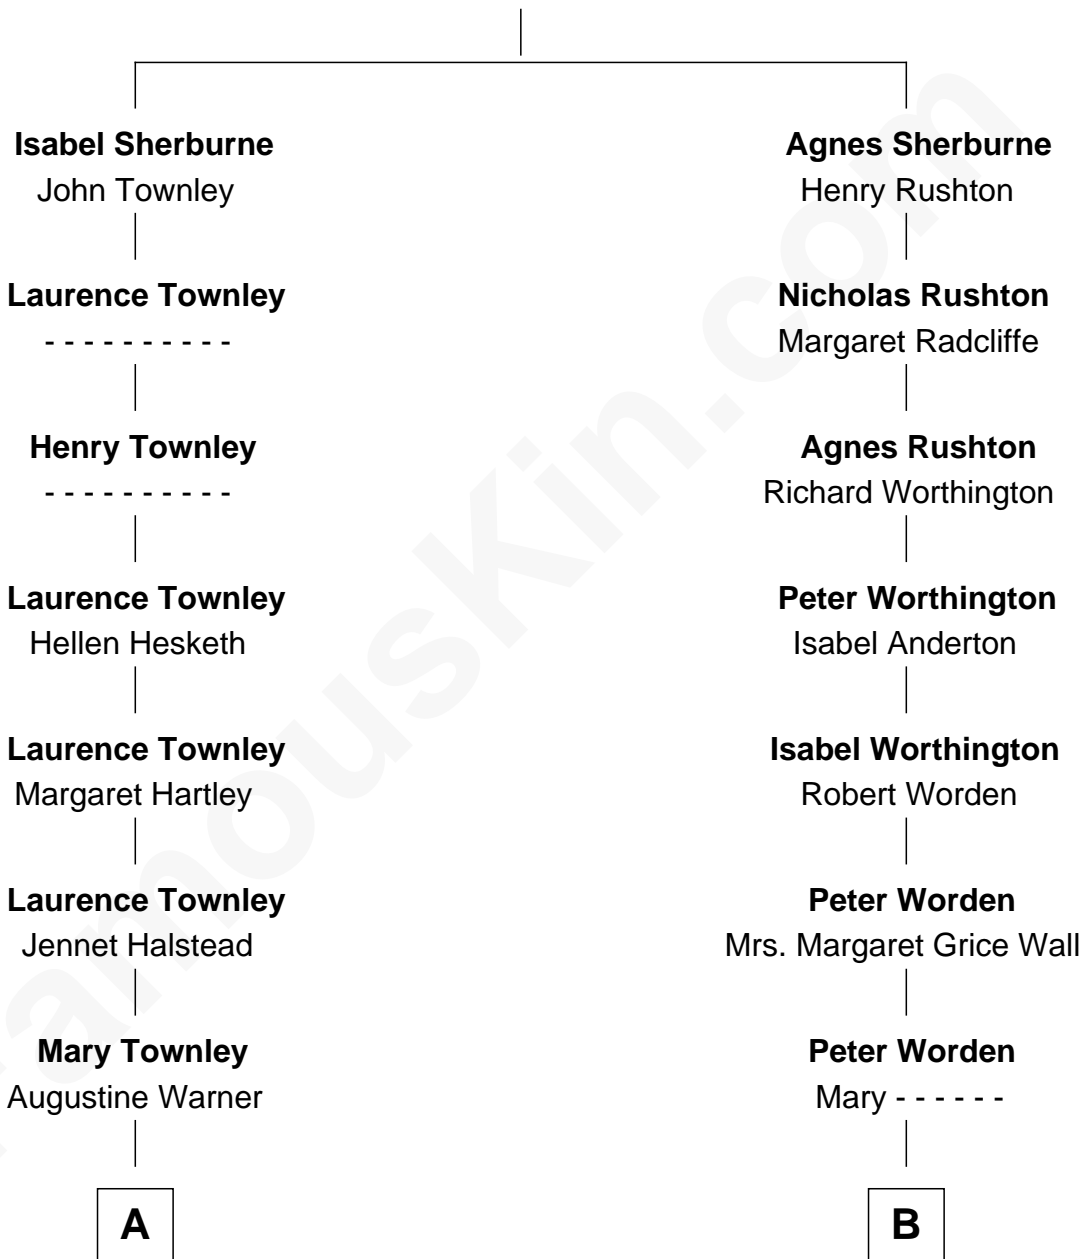 Isabel Sherburne
John Townley
Laurence Townley
- - - - - - - - - -
Henry Townley
- - - - - - - - - -
Laurence Townley
Hellen Hesketh
Laurence Townley
Margaret Hartley
Laurence Townley
Jennet Halstead
Mary Townley
Augustine Warner
A
Agnes Sherburne
Henry Rushton
Nicholas Rushton
Margaret Radcliffe
Agnes Rushton
Richard Worthington
Peter Worthington
Isabel Anderton
Isabel Worthington
Robert Worden
Peter Worden
Mrs. Margaret Grice Wall
Peter Worden
Mary - - - - - -
B
FamousKin.com